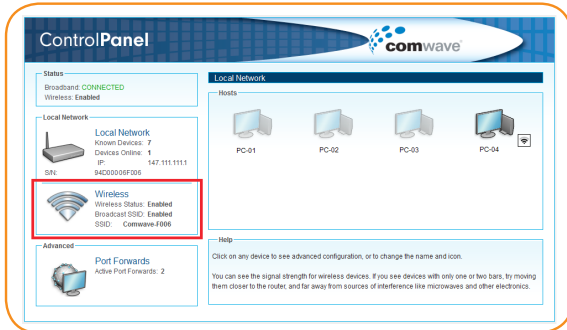 ControlPanel
comwave
Status
Broadband: CONNECTED
Wireless: Enabled
Local Network
Local Network
Known Devices: 7
Devices Online: 1
IP: 147.111.111.1
S/N: 94D00006F006
Wireless
Wireless Status: Enabled
Broadcast SSID: Enabled
SSID: Comwave-F006
Advanced
Port Forwards
Active Port Forwards: 2
Local Network
Hosts
PC-01 PC-02 PC-03 PC-04
Help
Click on any device to see advanced configuration, or to change the name and icon.
You can see the signal strength for wireless devices. If you see devices with only one or two bars, try moving
them closer to the router, and far away from sources of interference like microwaves and other electronics.